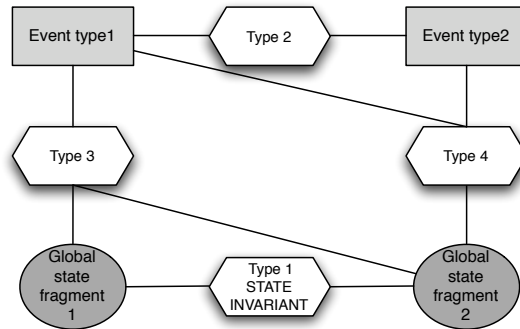 Event type1
Type 2
Event type2
Type 3
Type 4
Global
state
fragment
1
Type 1
STATE
INVARIANT
Global
state
fragment
2